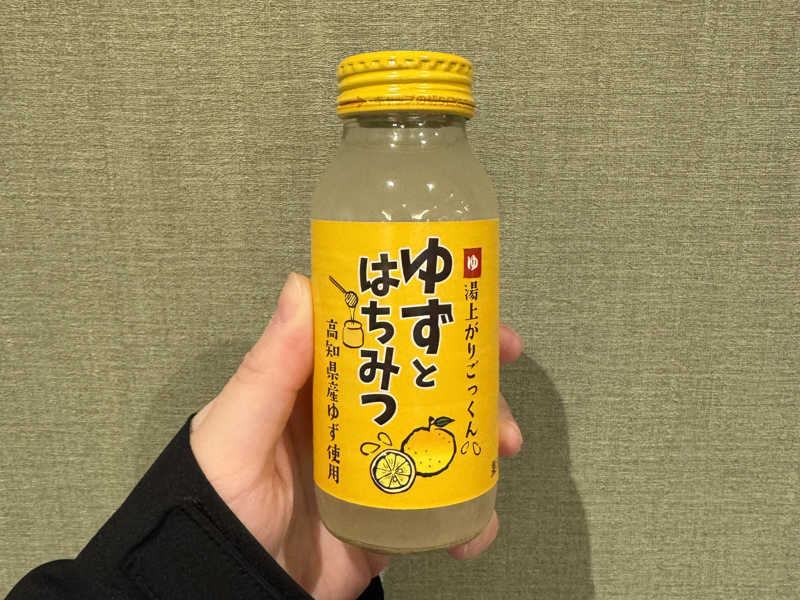 ゆ
湯上がりごっくん
ゆずと
はちみつ
高知県産ゆず使用